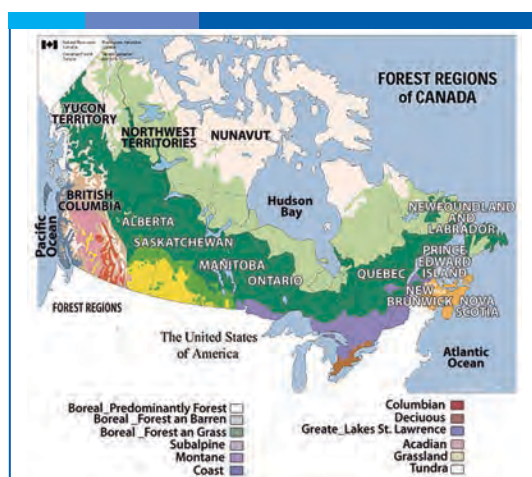 FOREST REGIONS
of CANADA
YUCON
TERRITORY
NORTHWEST
TERRITORIES
NUNAVUT
Hudson
Bay
BRITISH
COLUMBIA
Pacific
Ocean
ALBERTA
SASKATCHEWAN
MANITOBA
ONTARIO
QUEBEC
NEWFOUNDLAND
AND
LABRADOR
PRINCE
EDWARD
ISLAND
NEW
BRUNSWICK
NOVA
SCOTIA
FOREST REGIONS
The United States
of America
Atlantic
Ocean
Boreal_Predominantly Forest
Boreal_Forest an Barren
Boreal_Forest an Grass
Subalpine
Montane
Coast
Columbian
Deciuous
Greate_Lakes St. Lawrence
Acadian
Grassland
Tundra